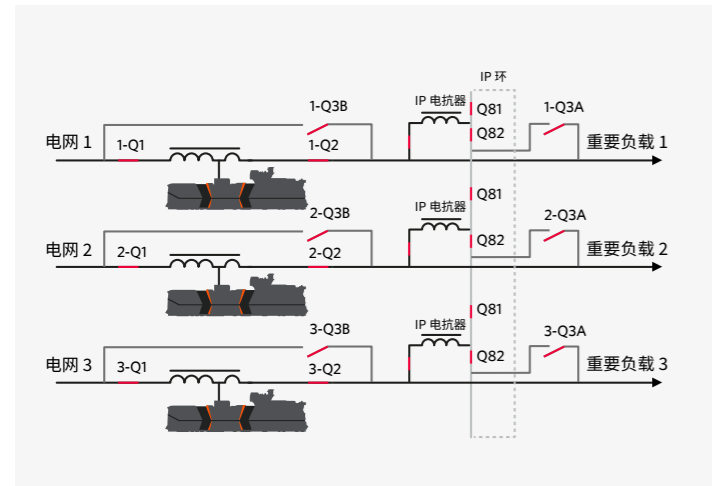 IP 环
1-Q3B
IP 电抗器
Q81
1-Q3A
电网 1
1-Q1
1-Q2
Q82
重要负载 1
2-Q3B
IP 电抗器
Q81
2-Q3A
电网 2
2-Q1
2-Q2
Q82
重要负载 2
3-Q3B
IP 电抗器
Q81
3-Q3A
电网 3
3-Q1
3-Q2
Q82
重要负载 3